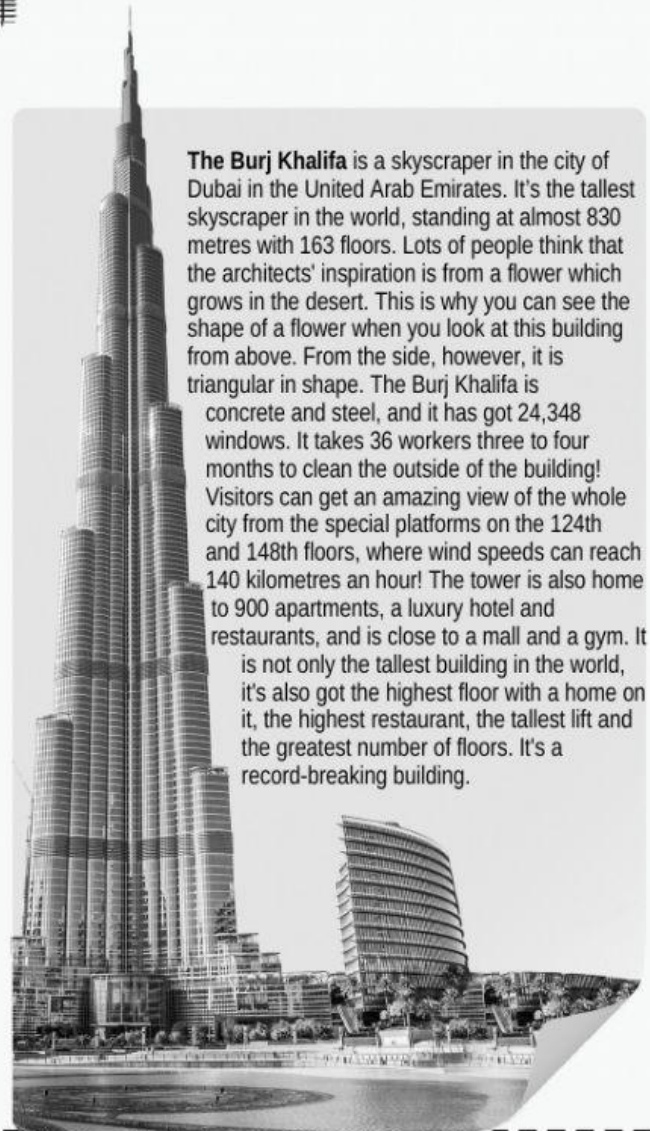 The Burj Khalifa is a skyscraper in the city of
Dubai in the United Arab Emirates. It's the tallest
skyscraper in the world, standing at almost 830
metres with 163 floors. Lots of people think that
the architects' inspiration is from a flower which
grows in the desert. This is why you can see the
shape of a flower when you look at this building
from above. From the side, however, it is
triangular in shape. The Burj Khalifa is
concrete and steel, and it has got 24,348
windows. It takes 36 workers three to four
months to clean the outside of the building!
Visitors can get an amazing view of the whole
city from the special platforms on the 124th
and 148th floors, where wind speeds can reach
140 kilometres an hour! The tower is also home
to 900 apartments, a luxury hotel and
restaurants, and is close to a mall and a gym. It
is not only the tallest building in the world,
it's also got the highest floor with a home on
it, the highest restaurant, the tallest lift and
the greatest number of floors. It's a
record-breaking building.